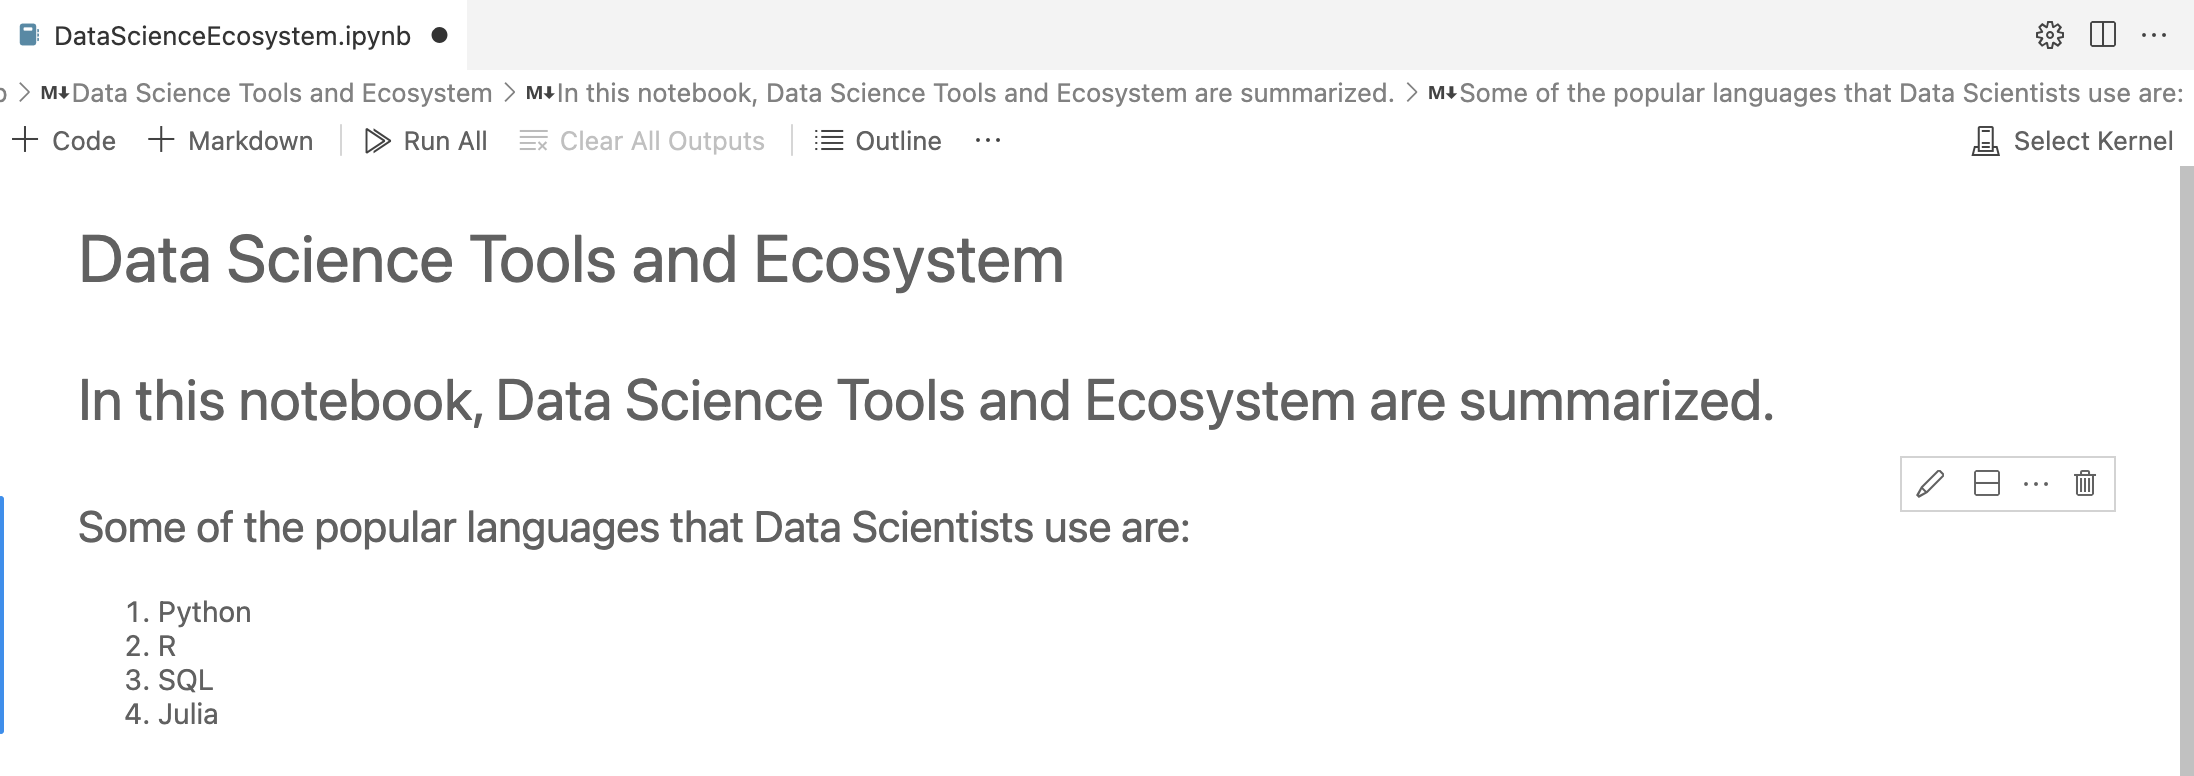 DataScienceEcosystem.ipynb
M↓ Data Science Tools and Ecosystem > M↓ In this notebook, Data Science Tools and Ecosystem are summarized. > M↓ Some of the popular languages that Data Scientists use are:
+ Code + Markdown Run All Clear All Outputs Outline ... Select Kernel
Data Science Tools and Ecosystem
In this notebook, Data Science Tools and Ecosystem are summarized.
Some of the popular languages that Data Scientists use are:
1. Python
2. R
3. SQL
4. Julia